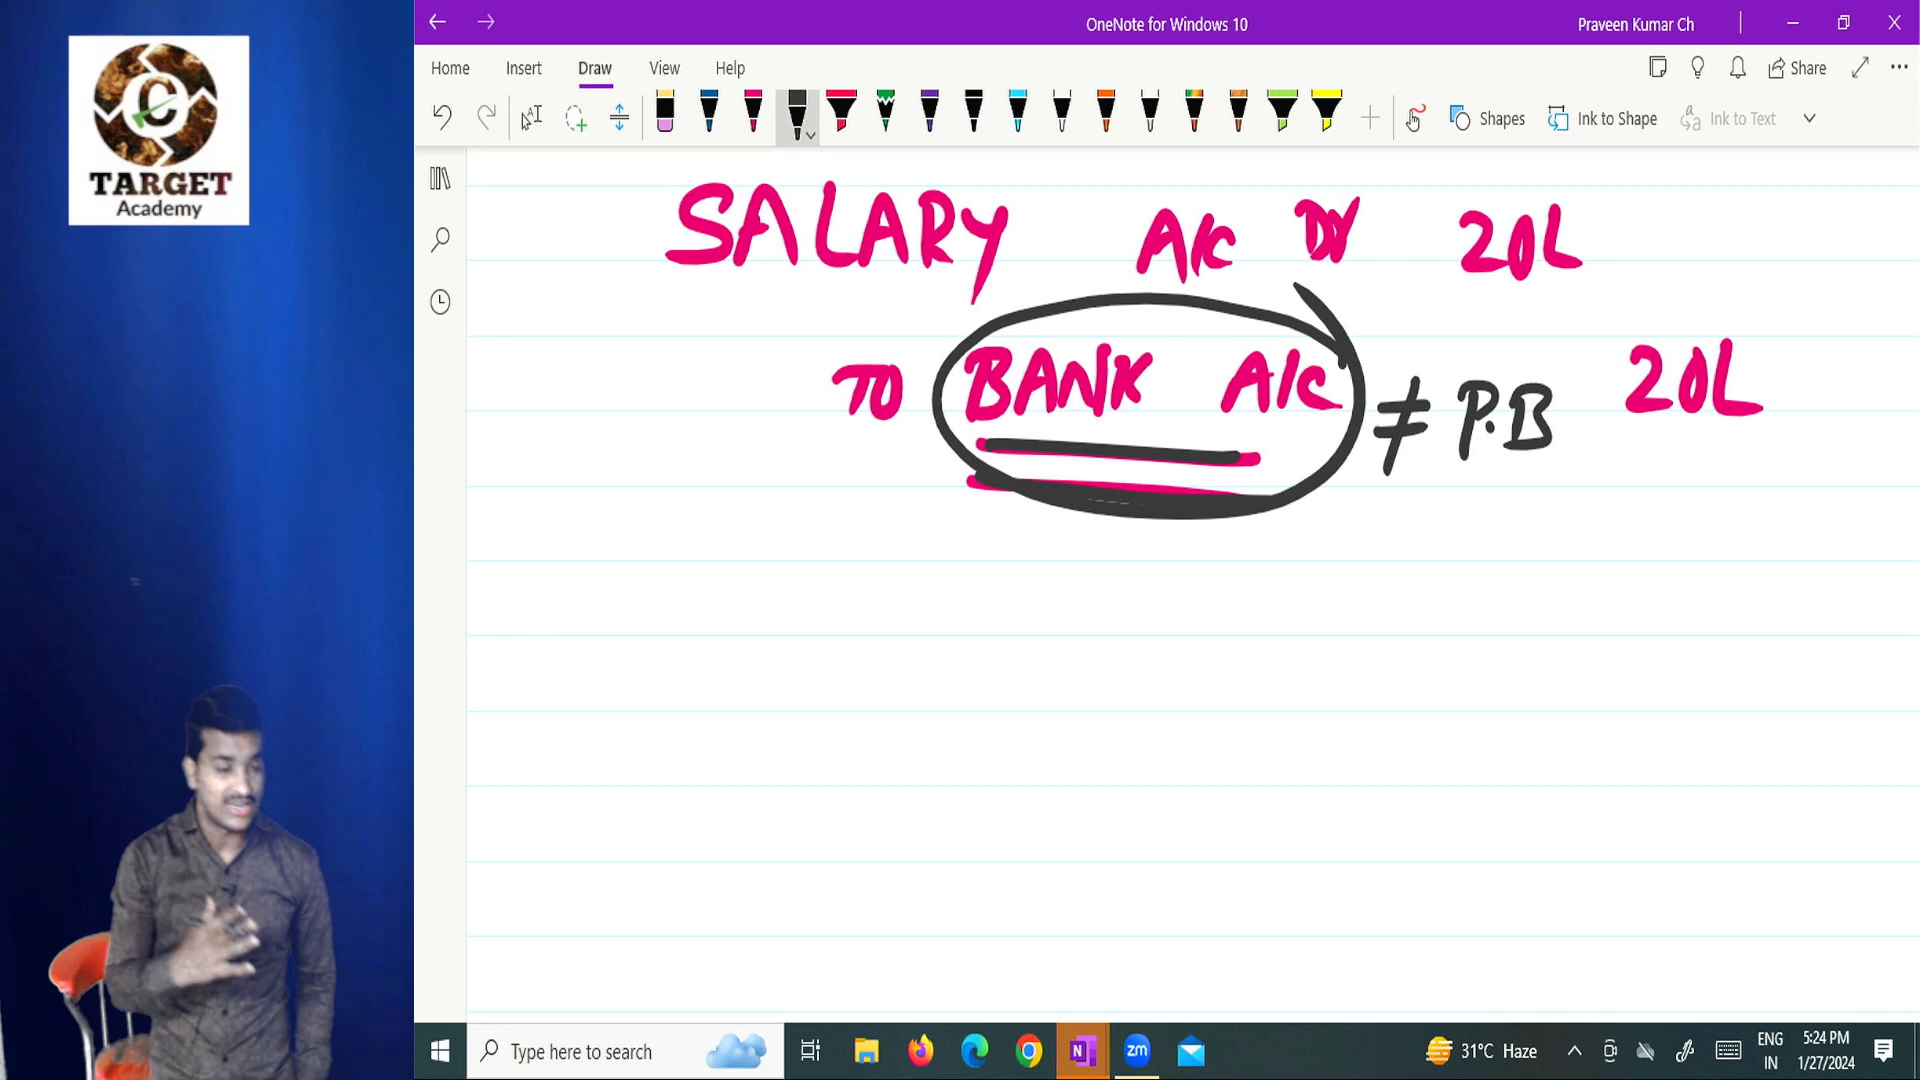 TARGET
Academy
OneNote for Windows 10
Praveen Kumar Ch
Home Insert Draw View Help
Share
Shapes Ink to Shape Ink to Text
SALARY A/c Dr 20L
TO BANK A/c ≠ P.B 20L
Type here to search
31°C Haze
ENG
IN
5:24 PM
1/27/2024